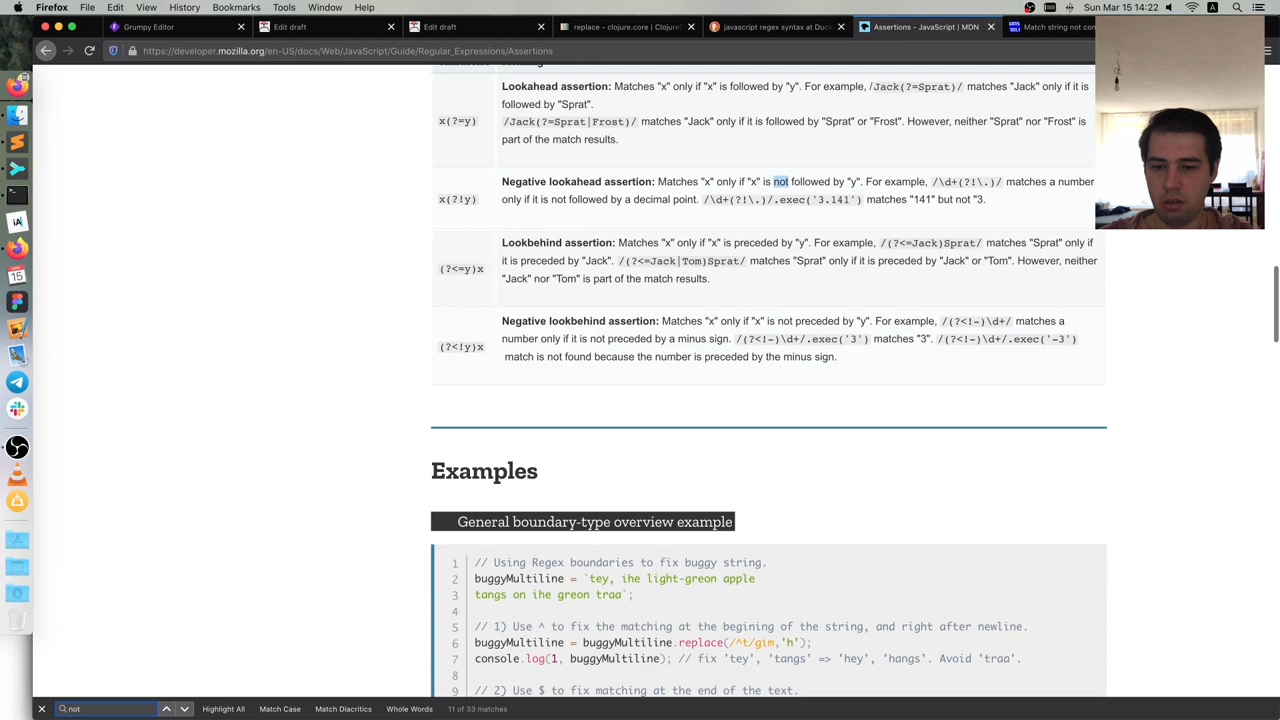 Firefox File Edit View History Bookmarks Tools Window Help
Sun 14 Mar 14:22
Grumpy Editor
Edit draft
Edit draft
replace - clojure.core | ClojureD
javascript regex syntax at Duck
Assertions - JavaScript | MDN
Match string not con
https://developer.mozilla.org/en-US/docs/Web/JavaScript/Guide/Regular_Expressions/Assertions
x(?=y)
Lookahead assertion: Matches "x" only if "x" is followed by "y". For example, /Jack(?=Sprat)/ matches "Jack" only if it is
followed by "Sprat".
/Jack(?=Sprat|Frost)/ matches "Jack" only if it is followed by "Sprat" or "Frost". However, neither "Sprat" nor "Frost" is
part of the match results.
x(?!y)
Negative lookahead assertion: Matches "x" only if "x" is not followed by "y". For example, /\d+(?!\.)/ matches a number
only if it is not followed by a decimal point. /\d+(?!\.)/.exec('3.141') matches "141" but not "3.
(?<=y)x
Lookbehind assertion: Matches "x" only if "x" is preceded by "y". For example, /(?<=Jack)Sprat/ matches "Sprat" only if
it is preceded by "Jack". /(?<=Jack|Tom)Sprat/ matches "Sprat" only if it is preceded by "Jack" or "Tom". However, neither
"Jack" nor "Tom" is part of the match results.
(?<!y)x
Negative lookbehind assertion: Matches "x" only if "x" is not preceded by "y". For example, /(?<!-)\d+/ matches a
number only if it is not preceded by a minus sign. /(?<!-)\d+/.exec('3') matches "3". /(?<!-)\d+/.exec('-3')
match is not found because the number is preceded by the minus sign.
Examples
General boundary-type overview example
1 // Using Regex boundaries to fix buggy string.
2 buggyMultiline = `tey, ihe light-greon apple
3 tangs on ihe greon traa`;
4
5 // 1) Use ^ to fix the matching at the begining of the string, and right after newline.
6 buggyMultiline = buggyMultiline.replace(/^t/gim,'h');
7 console.log(1, buggyMultiline); // fix 'tey', 'tangs' => 'hey', 'hangs'. Avoid 'traa'.
8
9 // 2) Use $ to fix matching at the end of the text.
not
Highlight All Match Case Match Diacritics Whole Words 11 of 33 matches